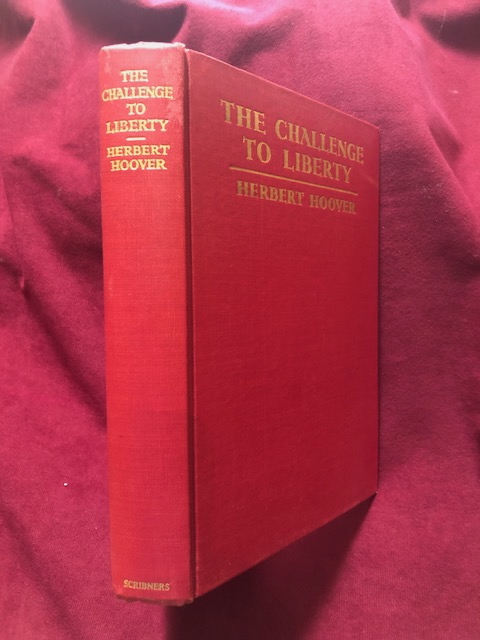 THE
CHALLENGE
TO
LIBERTY
HERBERT
HOOVER
SCRIBNERS
THE CHALLENGE
TO LIBERTY
HERBERT HOOVER